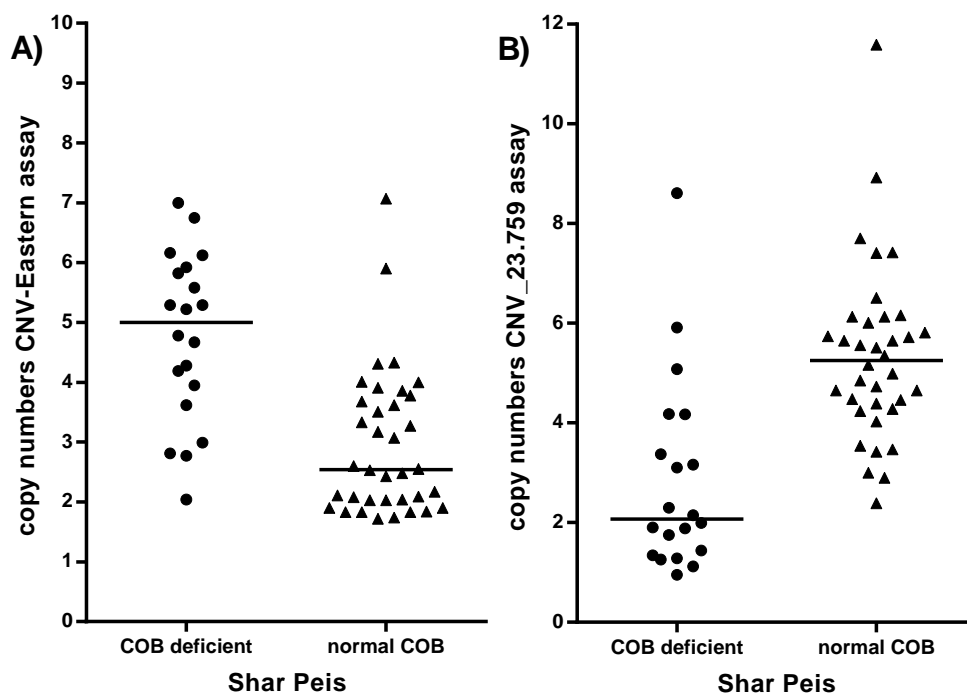 A)
copy numbers CNV-Eastern assay
10
9
8
7
6
5
4
3
2
1
0
COB deficient normal COB
Shar Peis
B)
copy numbers CNV_23.759 assay
12
10
8
6
4
2
0
COB deficient normal COB
Shar Peis